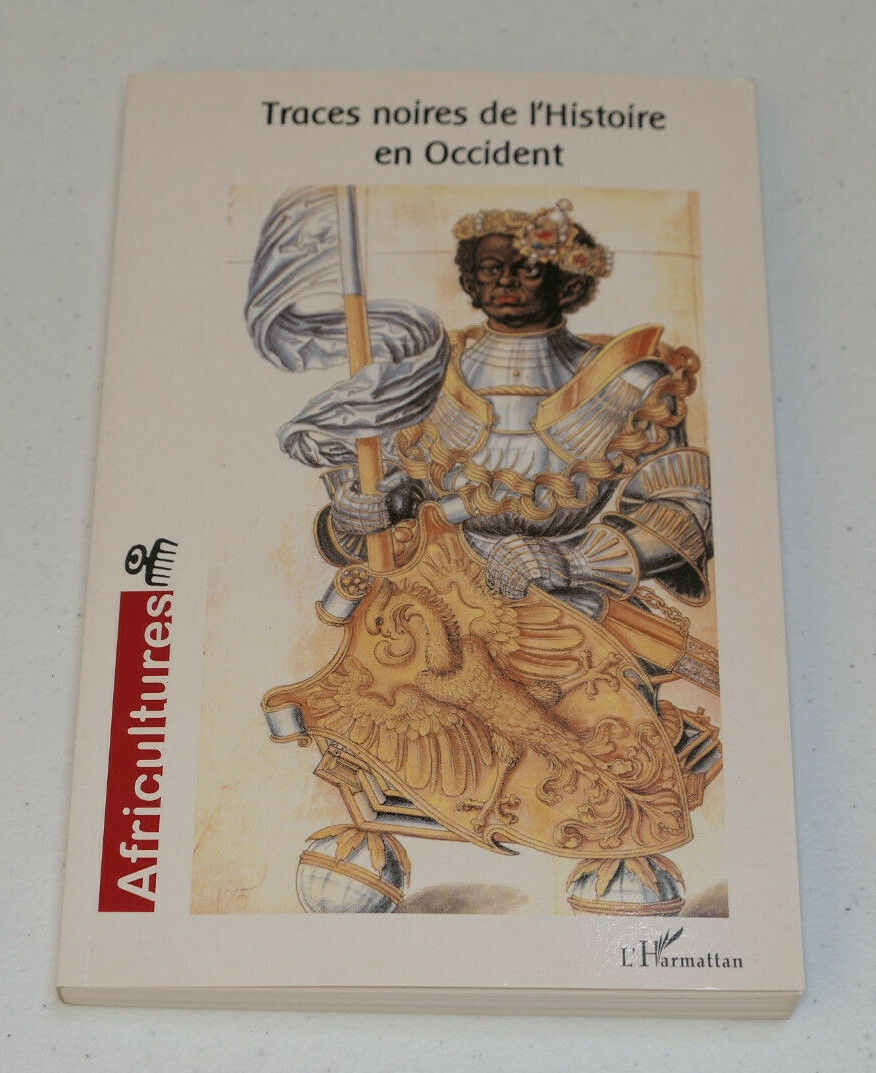 Traces noires de l'Histoire
en Occident
Africultures
L'Harmattan